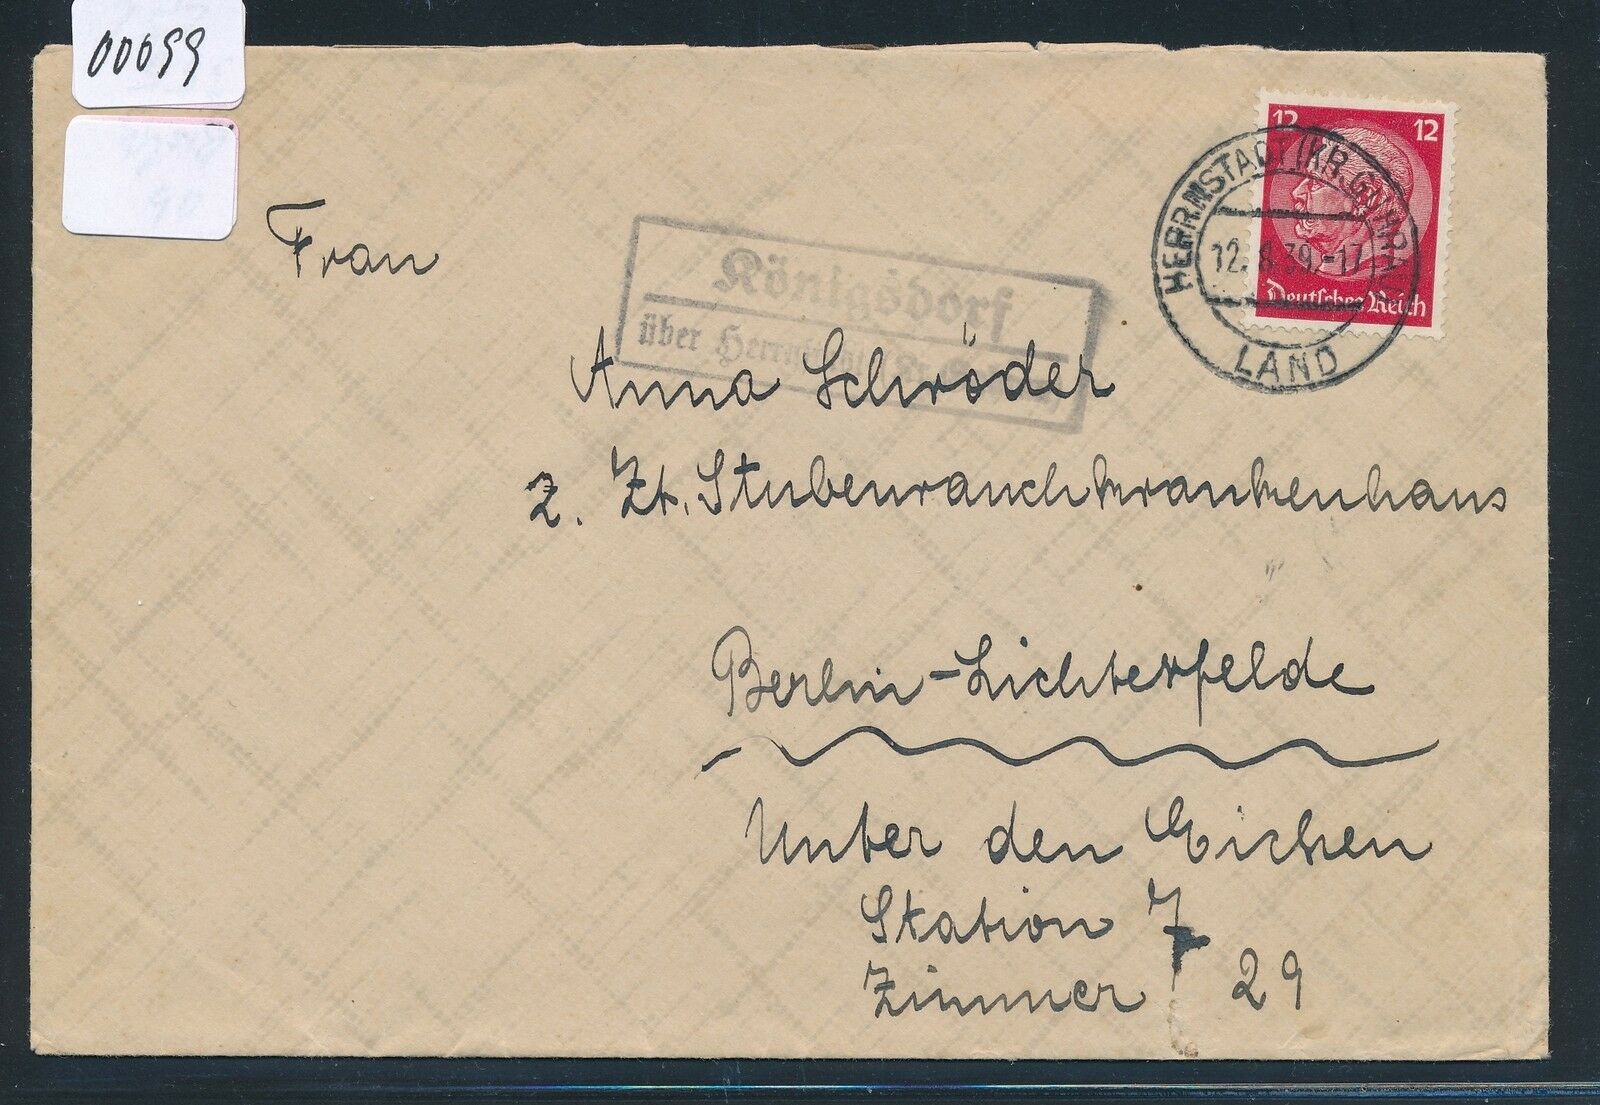 00099
12 12
Deutsches Reich
HERRNSTADT (KR. GUHRAU)
12. 8. 39.-17
LAND
Königsdorf
über Herrnstadt
Frau
Anna Schröder
z. Zt. Stubenrauchkrankenhaus
Berlin-Lichterfelde
Unter den Eichen
Station 7
Zimmer 29